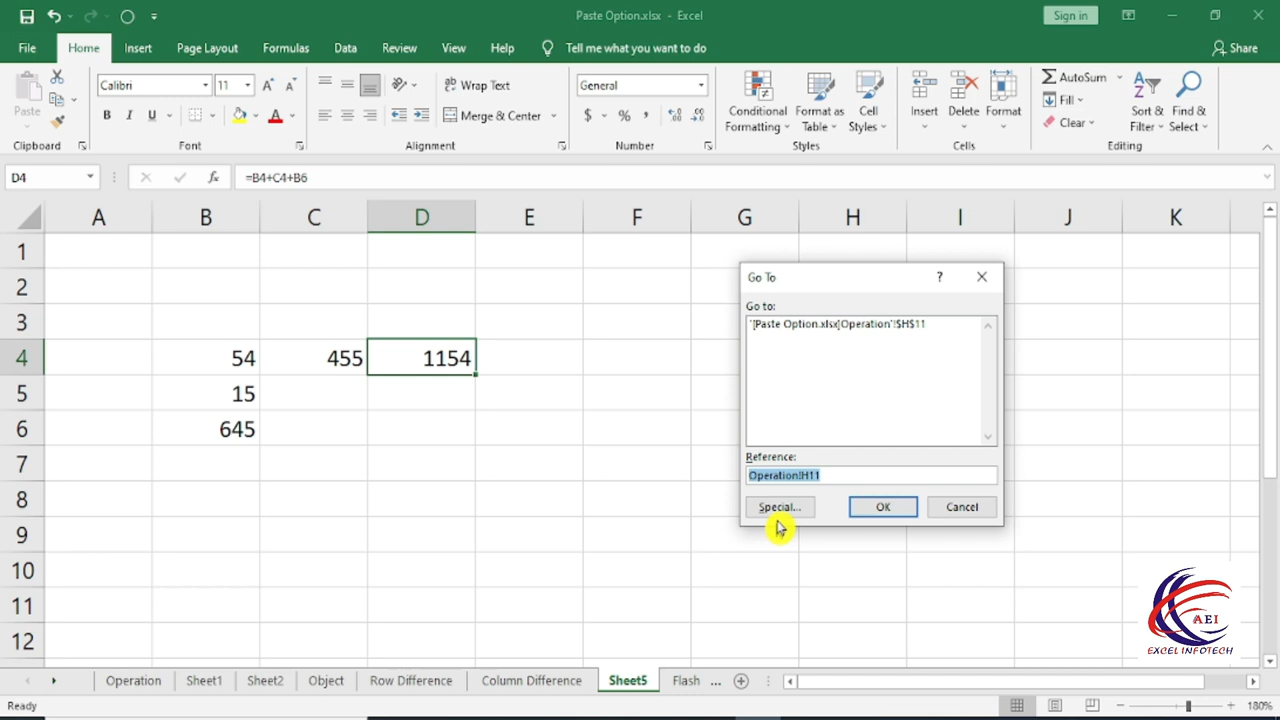 Paste Option.xlsx - Excel
Sign in
File Home Insert Page Layout Formulas Data Review View Help Tell me what you want to do Share
Paste
Calibri 11
B I U
Wrap Text
Merge & Center
General
$ % ,
Conditional Formatting
Format as Table
Cell Styles
Insert Delete Format
AutoSum
Fill
Clear
Sort & Filter
Find & Select
Clipboard Font Alignment Number Styles Cells Editing
D4 fx =B4+C4+B6
A B C D E F G H I J K
1
2
3
4 54 455 1154
5 15
6 645
7
8
9
10
11
12
Go To ?
Go to:
'[Paste Option.xlsx]Operation'!$H$11
Reference:
Operation!H11
Special... OK Cancel
AEI
EXCEL INFOTECH
Operation Sheet1 Sheet2 Object Row Difference Column Difference Sheet5 Flash ...
Ready 180%